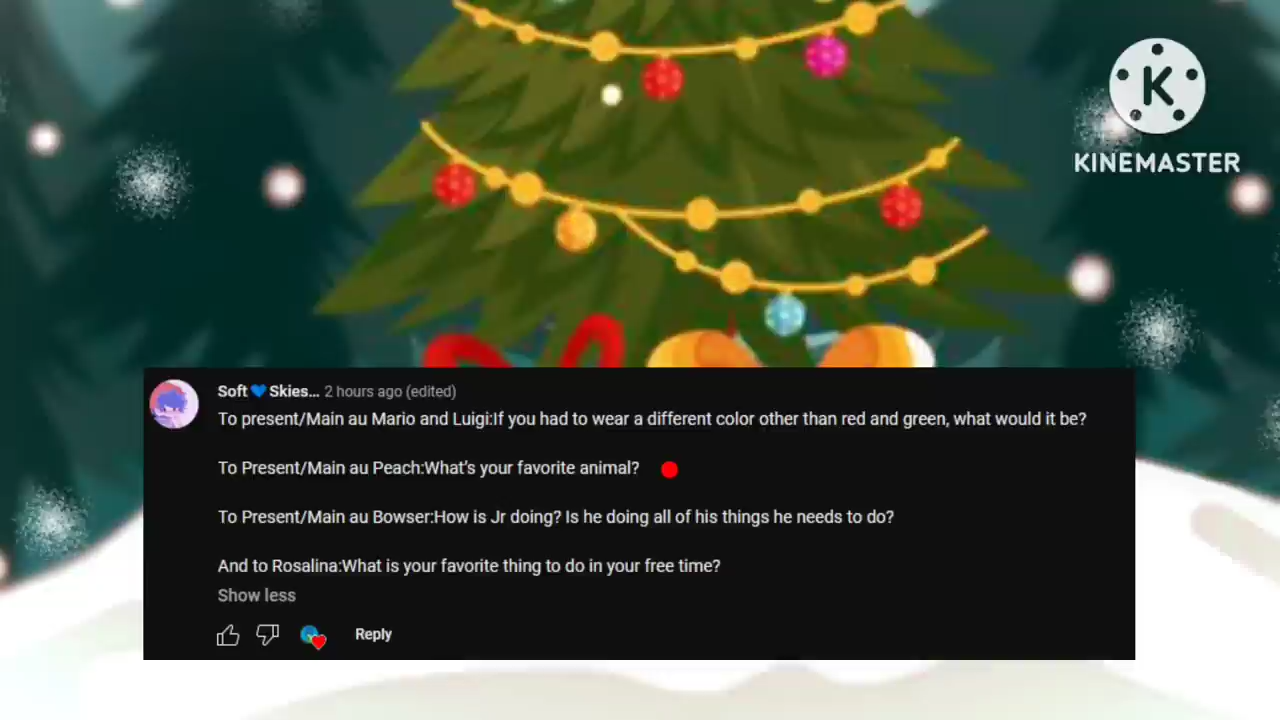 K
KINEMASTER
Soft💙Skies... 2 hours ago (edited)
To present/Main au Mario and Luigi:If you had to wear a different color other than red and green, what would it be?
To Present/Main au Peach:What's your favorite animal?
To Present/Main au Bowser:How is Jr doing? Is he doing all of his things he needs to do?
And to Rosalina:What is your favorite thing to do in your free time?
Show less
Reply